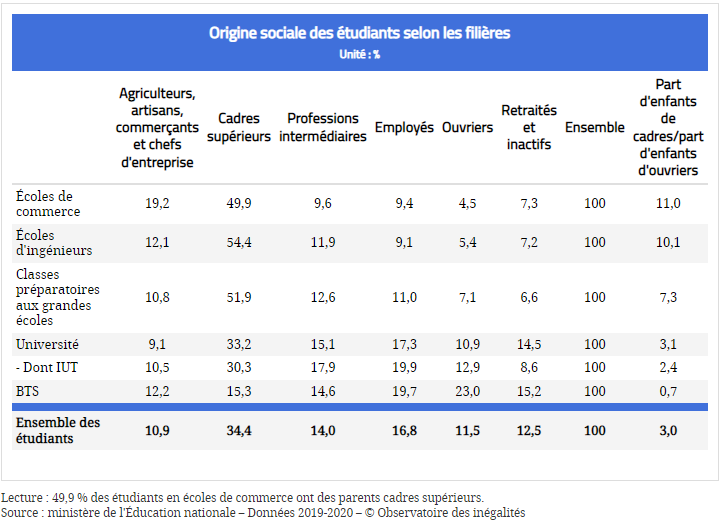 Origine sociale des étudiants selon les filières
Unité : %
Agriculteurs, artisans, commerçants et chefs d'entreprise Cadres supérieurs Professions intermédiaires Employés Ouvriers Retraités et inactifs Ensemble Part d'enfants de cadres/part d'enfants d'ouvriers
Écoles de commerce 19,2 49,9 9,6 9,4 4,5 7,3 100 11,0
Écoles d'ingénieurs 12,1 54,4 11,9 9,1 5,4 7,2 100 10,1
Classes préparatoires aux grandes écoles 10,8 51,9 12,6 11,0 7,1 6,6 100 7,3
Université 9,1 33,2 15,1 17,3 10,9 14,5 100 3,1
- Dont IUT 10,5 30,3 17,9 19,9 12,9 8,6 100 2,4
BTS 12,2 15,3 14,6 19,7 23,0 15,2 100 0,7
Ensemble des étudiants 10,9 34,4 14,0 16,8 11,5 12,5 100 3,0
Lecture : 49,9 % des étudiants en écoles de commerce ont des parents cadres supérieurs.
Source : ministère de l'Éducation nationale – Données 2019-2020 – © Observatoire des inégalités